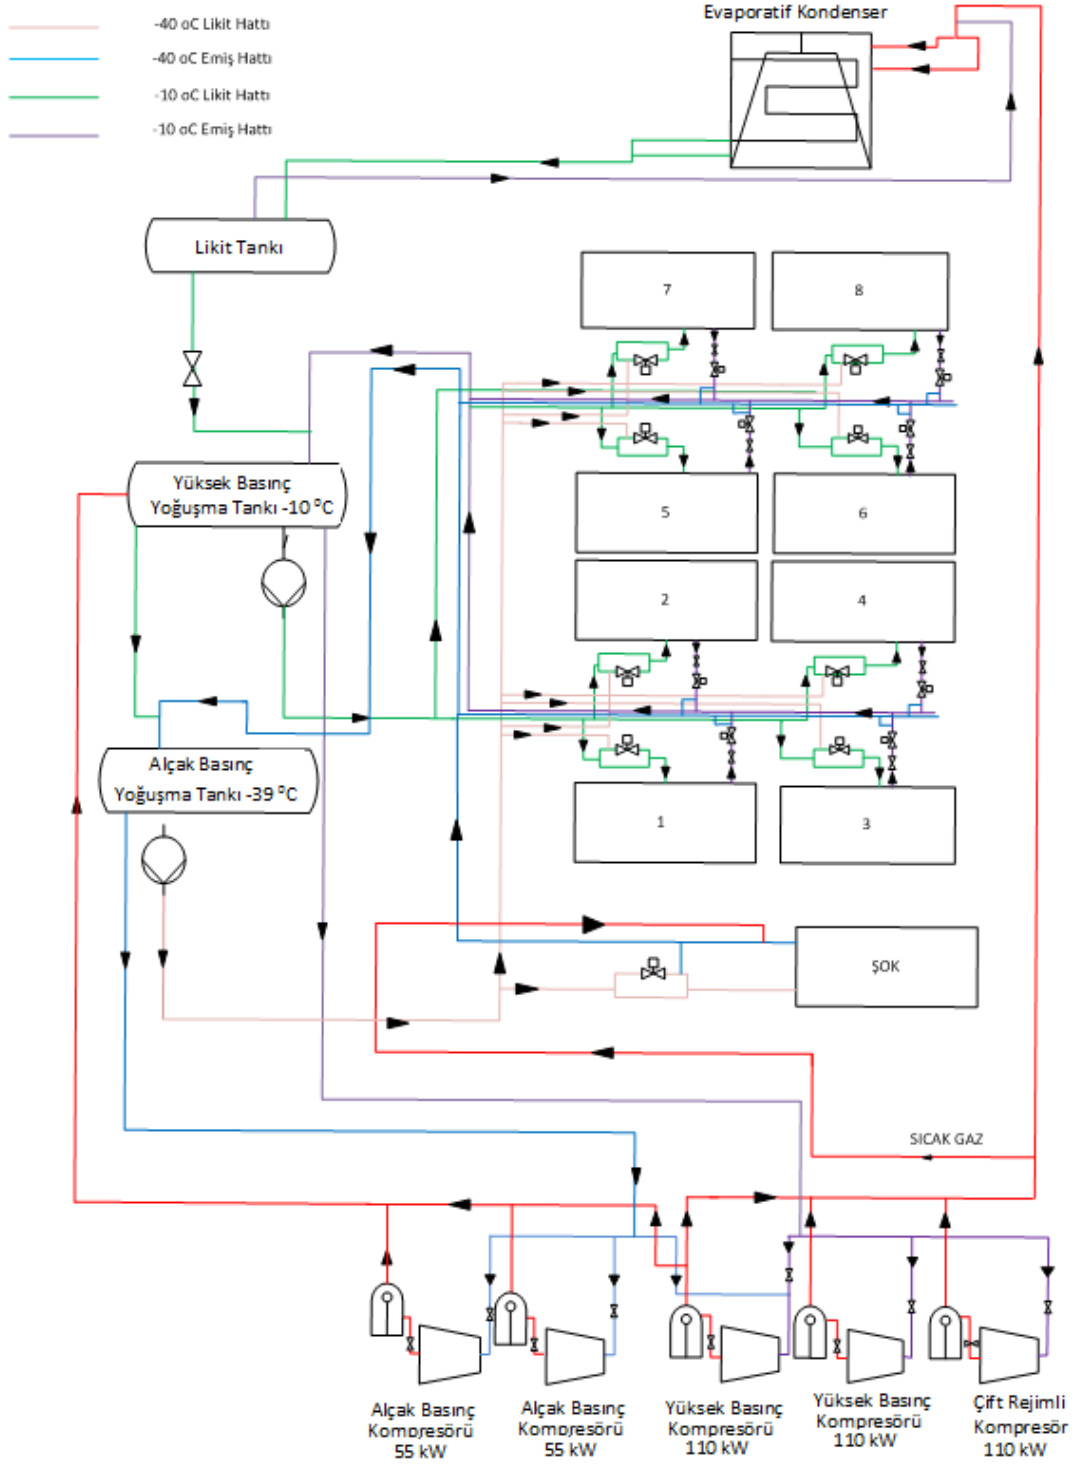 Evaporatif Kondenser
-40 oC Likit Hattı
-40 oC Emiş Hattı
-10 oC Likit Hattı
-10 oC Emiş Hattı
Likit Tankı
7
8
Yüksek Basınç
Yoğuşma Tankı -10 ⁰C
5
6
2
4
Alçak Basınç
Yoğuşma Tankı -39 ⁰C
1
3
ŞOK
SICAK GAZ
Alçak Basınç
Kompresörü
55 kW
Alçak Basınç
Kompresörü
55 kW
Yüksek Basınç
Kompresörü
110 kW
Yüksek Basınç
Kompresörü
110 kW
Çift Rejimli
Kompresör
110 kW